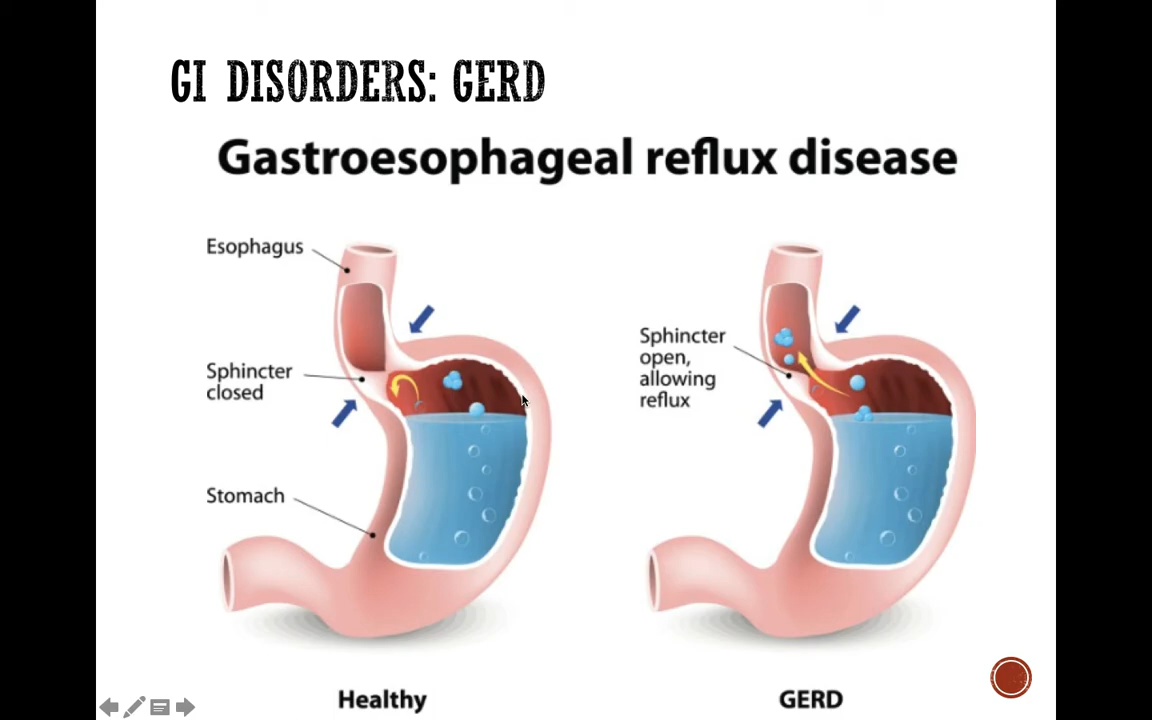 GI DISORDERS: GERD
Gastroesophageal reflux disease
Esophagus
Sphincter
closed
Stomach
Healthy
Sphincter
open,
allowing
reflux
GERD